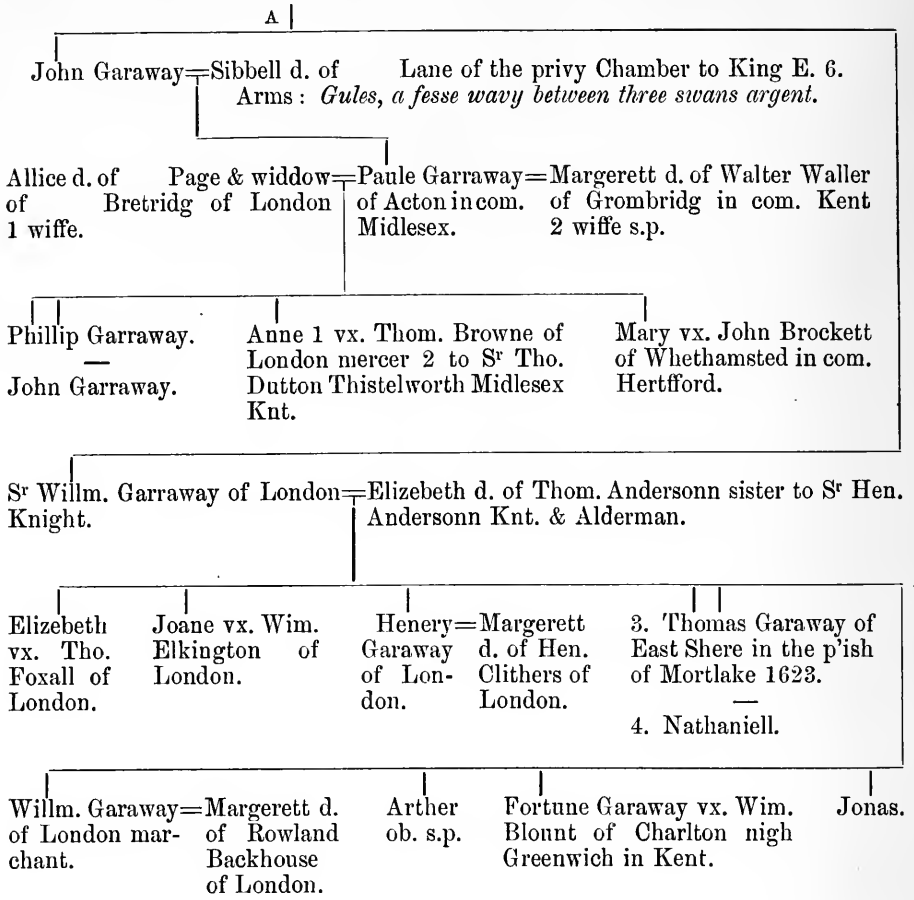 A
John Garaway=Sibbell d. of Lane of the privy Chamber to King E. 6.
Arms : Gules, a fesse wavy between three swans argent.
Allice d. of Page & widdow
of Bretridg of London
1 wiffe.
=Paule Garraway=
of Acton in com.
Midlesex.
Margerett d. of Walter Waller
of Grombridg in com. Kent
2 wiffe s.p.
Phillip Garraway.
—
John Garraway.
Anne 1 vx. Thom. Browne of
London mercer 2 to Sʳ Tho.
Dutton Thistelworth Midlesex
Knt.
Mary vx. John Brockett
of Whethamsted in com.
Hertfford.
Sʳ Willm. Garraway of London=
Knight.
Elizebeth d. of Thom. Andersonn sister to Sʳ Hen.
Andersonn Knt. & Alderman.
Elizebeth
vx. Tho.
Foxall of
London.
Joane vx. Wim.
Elkington of
London.
Henery=
Garaway
of Lon-
don.
Margerett
d. of Hen.
Clithers of
London.
3. Thomas Garaway of
East Shere in the p'ish
of Mortlake 1623.
—
4. Nathaniell.
Willm. Garaway=
of London mar-
chant.
Margerett d.
of Rowland
Backhouse
of London.
Arther
ob. s.p.
Fortune Garaway vx. Wim.
Blount of Charlton nigh
Greenwich in Kent.
Jonas.